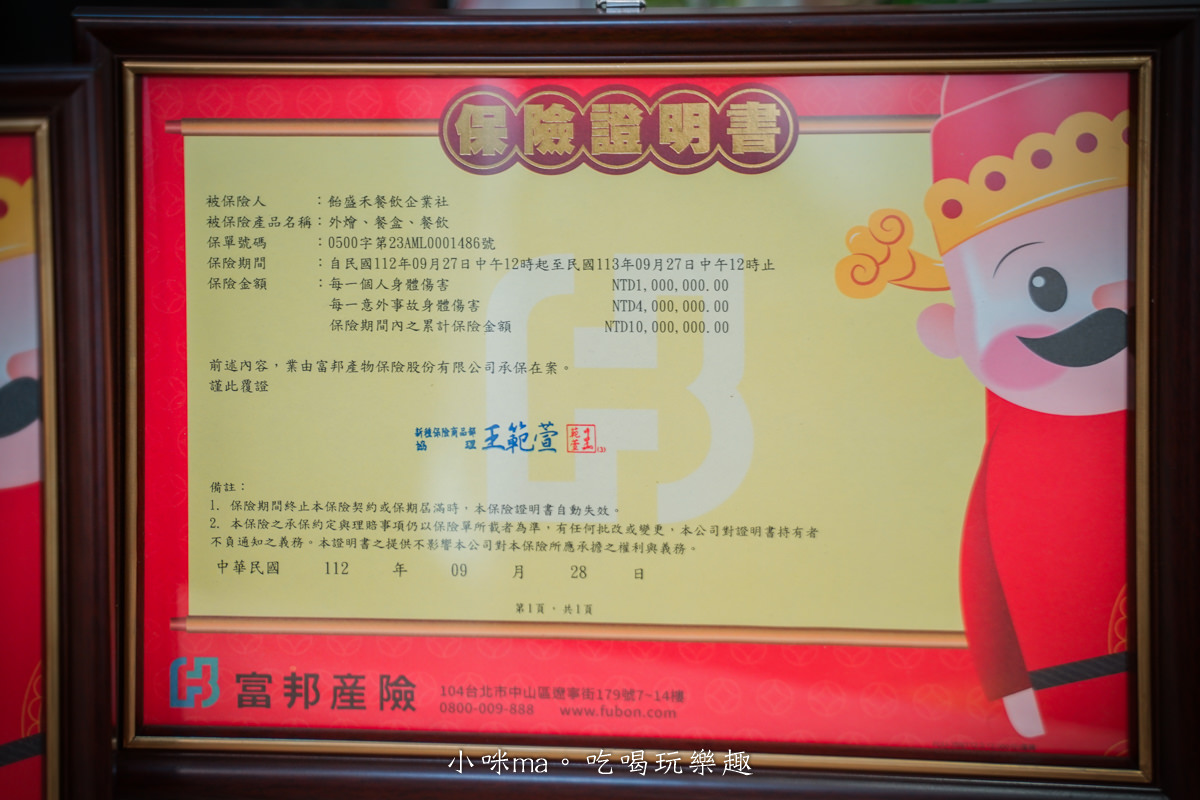 保險證明書
被保險人 ：飴盛禾餐飲企業社
被保險產品名稱：外燴、餐盒、餐飲
保單號碼 ：0500字第23AML0001486號
保險期間 ：自民國112年09月27日中午12時起至民國113年09月27日中午12時止
保險金額 ：每一個人身體傷害 NTD1,000,000.00
每一意外事故身體傷害 NTD4,000,000.00
保險期間內之累計保險金額 NTD10,000,000.00
前述內容，業由富邦產物保險股份有限公司承保在案。
謹此覆證
新種保險商品部
協理 王範萱 王範萱
備註：
1. 保險期間終止本保險契約或保期屆滿時，本保險證明書自動失效。
2. 本保險之承保約定與理賠事項仍以保險單所載者為準，有任何批改或變更，本公司對證明書持有者
不負通知之義務。本證明書之提供不影響本公司對本保險所應承擔之權利與義務。
中華民國 112 年 09 月 28 日
第1頁，共1頁
富邦產險
104台北市中山區遼寧街179號7~14樓
0800-009-888 www.fubon.com
小咪ma。吃喝玩樂趣